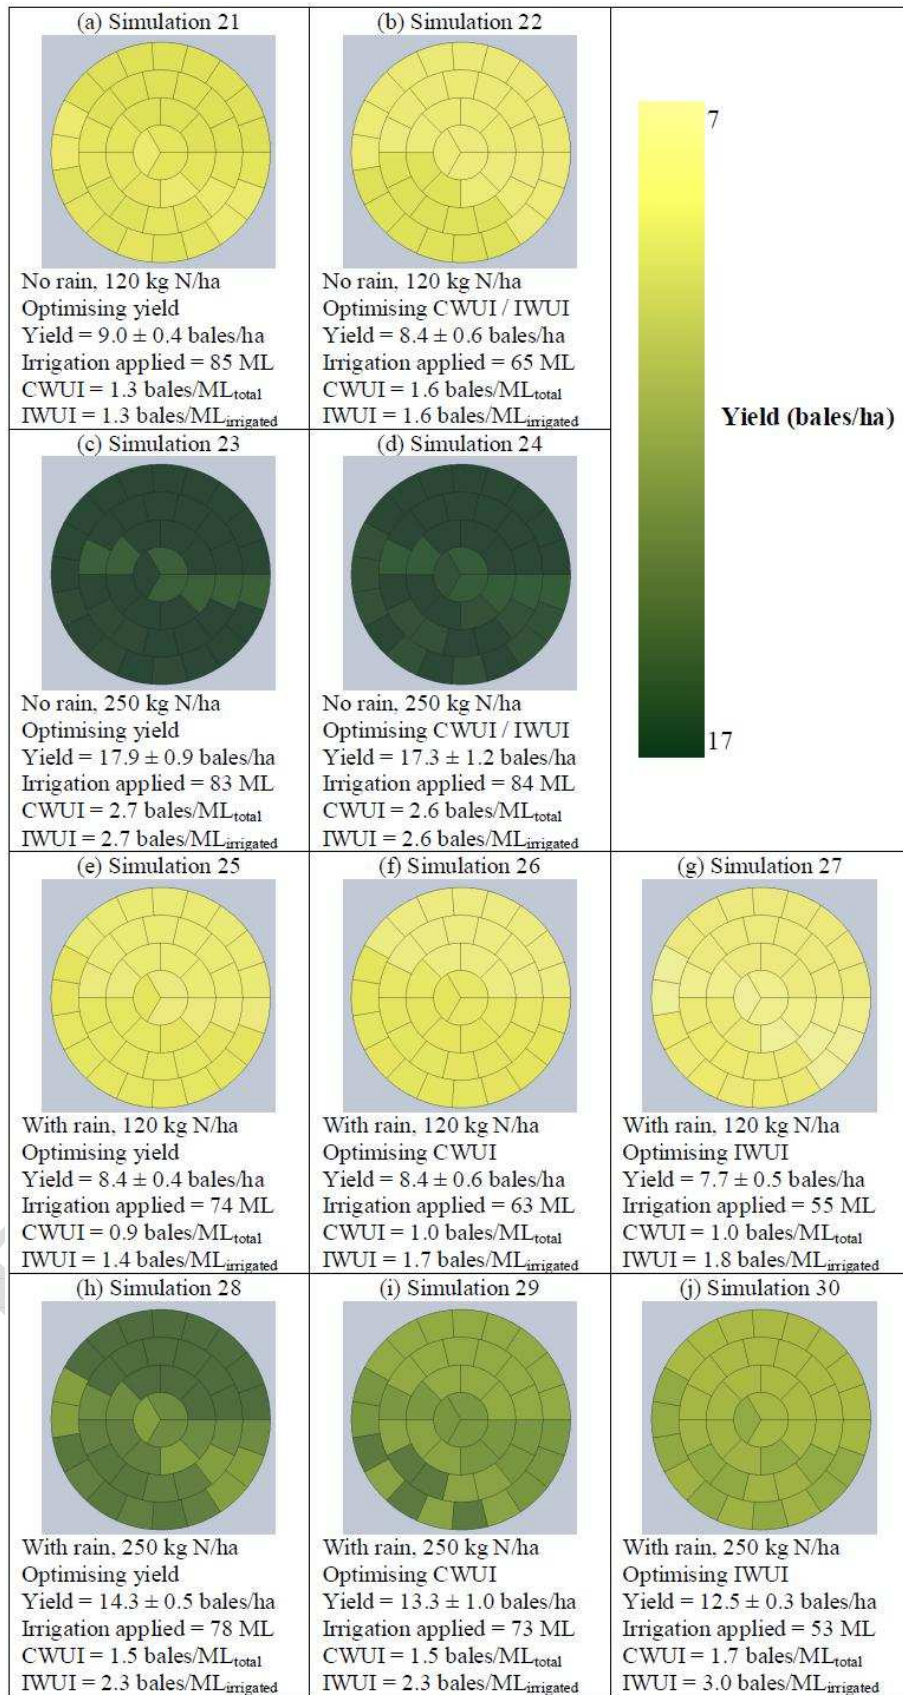 (a) Simulation 21
No rain, 120 kg N/ha
Optimising yield
Yield = 9.0 ± 0.4 bales/ha
Irrigation applied = 85 ML
CWUI = 1.3 bales/MLtotal
IWUI = 1.3 bales/MLirrigated
(b) Simulation 22
No rain, 120 kg N/ha
Optimising CWUI / IWUI
Yield = 8.4 ± 0.6 bales/ha
Irrigation applied = 65 ML
CWUI = 1.6 bales/MLtotal
IWUI = 1.6 bales/MLirrigated
7
Yield (bales/ha)
17
(c) Simulation 23
No rain, 250 kg N/ha
Optimising yield
Yield = 17.9 ± 0.9 bales/ha
Irrigation applied = 83 ML
CWUI = 2.7 bales/MLtotal
IWUI = 2.7 bales/MLirrigated
(d) Simulation 24
No rain, 250 kg N/ha
Optimising CWUI / IWUI
Yield = 17.3 ± 1.2 bales/ha
Irrigation applied = 84 ML
CWUI = 2.6 bales/MLtotal
IWUI = 2.6 bales/MLirrigated
(e) Simulation 25
With rain, 120 kg N/ha
Optimising yield
Yield = 8.4 ± 0.4 bales/ha
Irrigation applied = 74 ML
CWUI = 0.9 bales/MLtotal
IWUI = 1.4 bales/MLirrigated
(f) Simulation 26
With rain, 120 kg N/ha
Optimising CWUI
Yield = 8.4 ± 0.6 bales/ha
Irrigation applied = 63 ML
CWUI = 1.0 bales/MLtotal
IWUI = 1.7 bales/MLirrigated
(g) Simulation 27
With rain, 120 kg N/ha
Optimising IWUI
Yield = 7.7 ± 0.5 bales/ha
Irrigation applied = 55 ML
CWUI = 1.0 bales/MLtotal
IWUI = 1.8 bales/MLirrigated
(h) Simulation 28
With rain, 250 kg N/ha
Optimising yield
Yield = 14.3 ± 0.5 bales/ha
Irrigation applied = 78 ML
CWUI = 1.5 bales/MLtotal
IWUI = 2.3 bales/MLirrigated
(i) Simulation 29
With rain, 250 kg N/ha
Optimising CWUI
Yield = 13.3 ± 1.0 bales/ha
Irrigation applied = 73 ML
CWUI = 1.5 bales/MLtotal
IWUI = 2.3 bales/MLirrigated
(j) Simulation 30
With rain, 250 kg N/ha
Optimising IWUI
Yield = 12.5 ± 0.3 bales/ha
Irrigation applied = 53 ML
CWUI = 1.7 bales/MLtotal
IWUI = 3.0 bales/MLirrigated